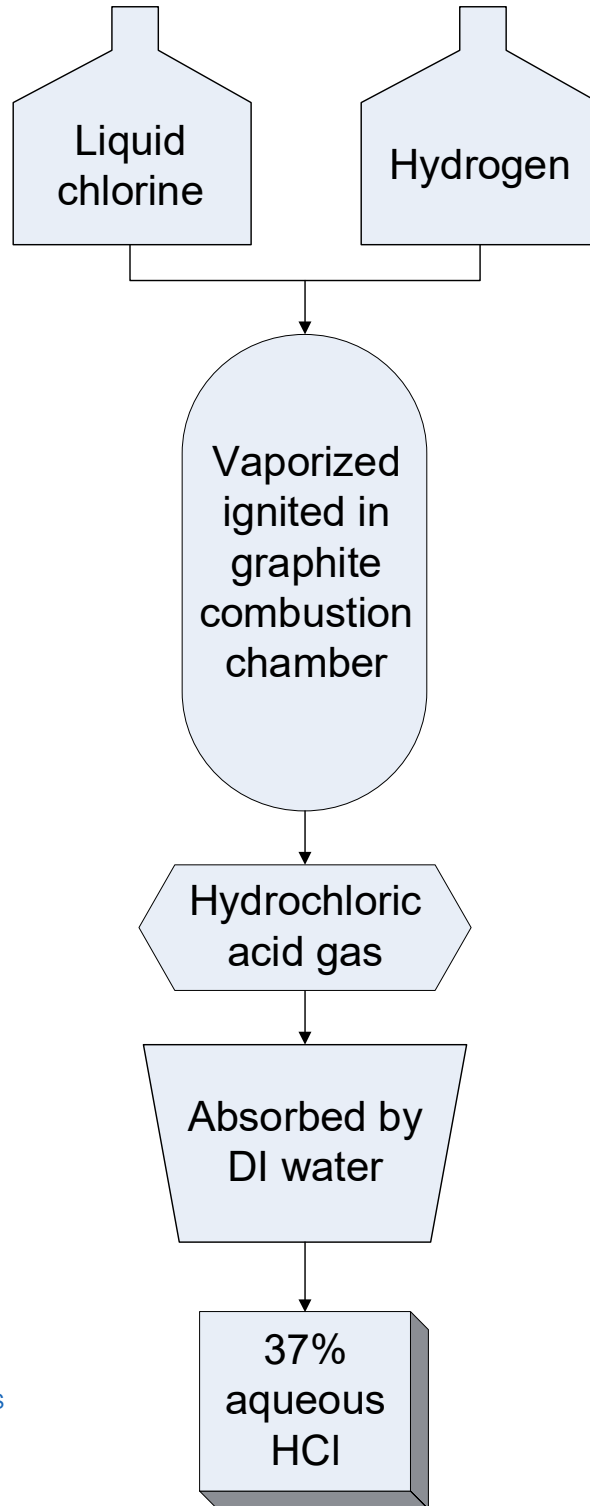 Liquid
chlorine
Hydrogen
Vaporized
ignited in
graphite
combustion
chamber
Hydrochloric
acid gas
Absorbed by
DI water
37%
aqueous
HCl
s